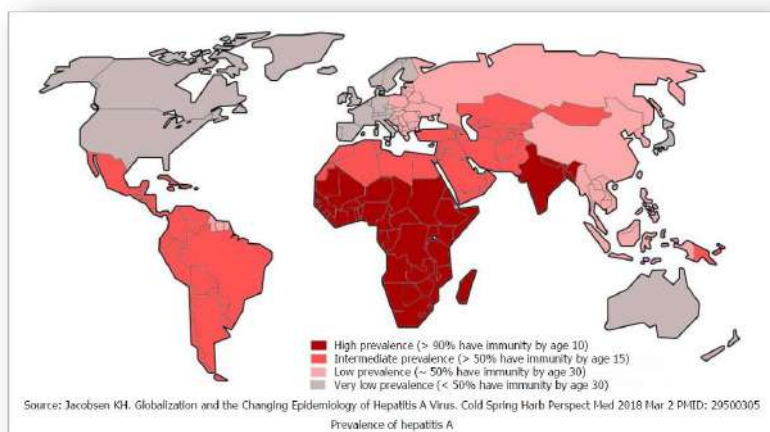 High prevalence (> 90% have immunity by age 10)
Intermediate prevalence (> 50% have immunity by age 15)
Low prevalence (~ 50% have immunity by age 30)
Very low prevalence (< 50% have immunity by age 30)
Source: Jacobsen KH. Globalization and the Changing Epidemiology of Hepatitis A Virus. Cold Spring Harb Perspect Med 2018 Mar 2 PMID: 29500305
Prevalence of hepatitis A